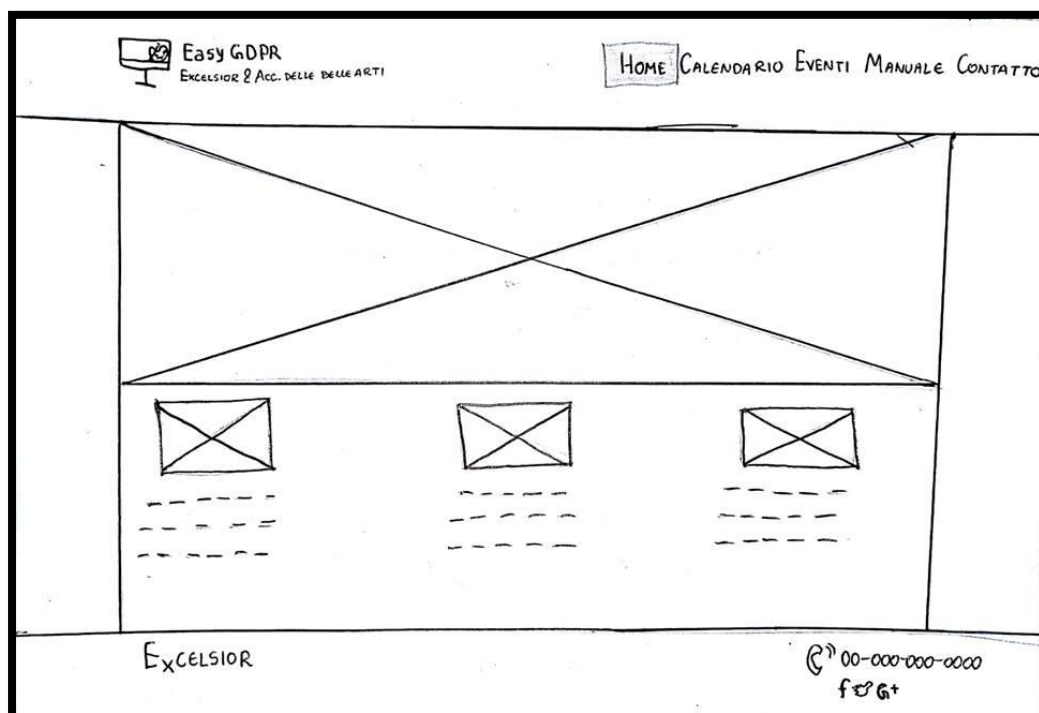 Easy GDPR
EXCELSIOR & ACC. DELLE BELLE ARTI
HOME CALENDARIO EVENTI MANUALE CONTATTO
EXCELSIOR
00-000-000-0000
f G+